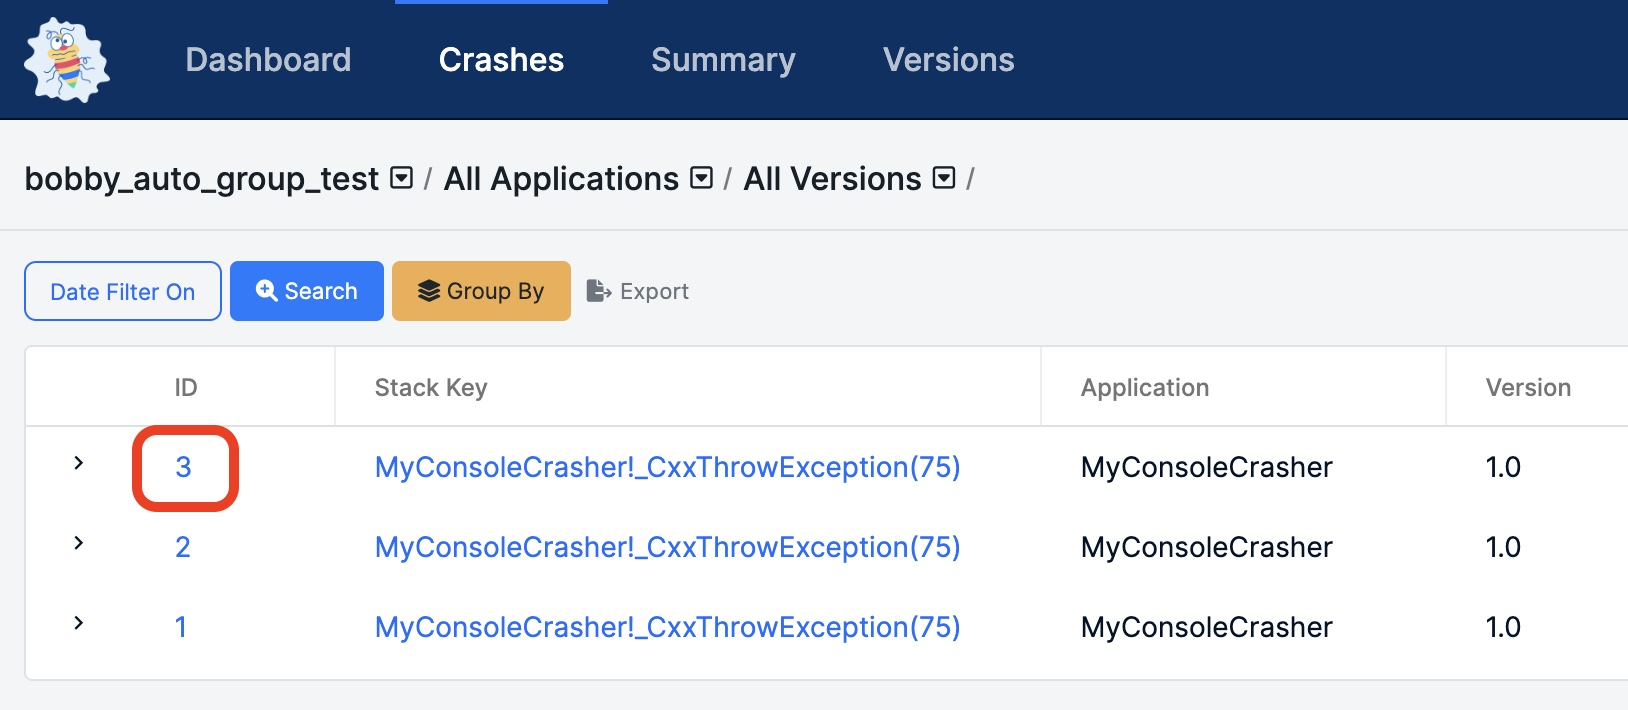 Dashboard Crashes Summary Versions
bobby_auto_group_test / All Applications / All Versions /
Date Filter On Search Group By Export
ID Stack Key Application Version
3 MyConsoleCrasher!_CxxThrowException(75) MyConsoleCrasher 1.0
2 MyConsoleCrasher!_CxxThrowException(75) MyConsoleCrasher 1.0
1 MyConsoleCrasher!_CxxThrowException(75) MyConsoleCrasher 1.0